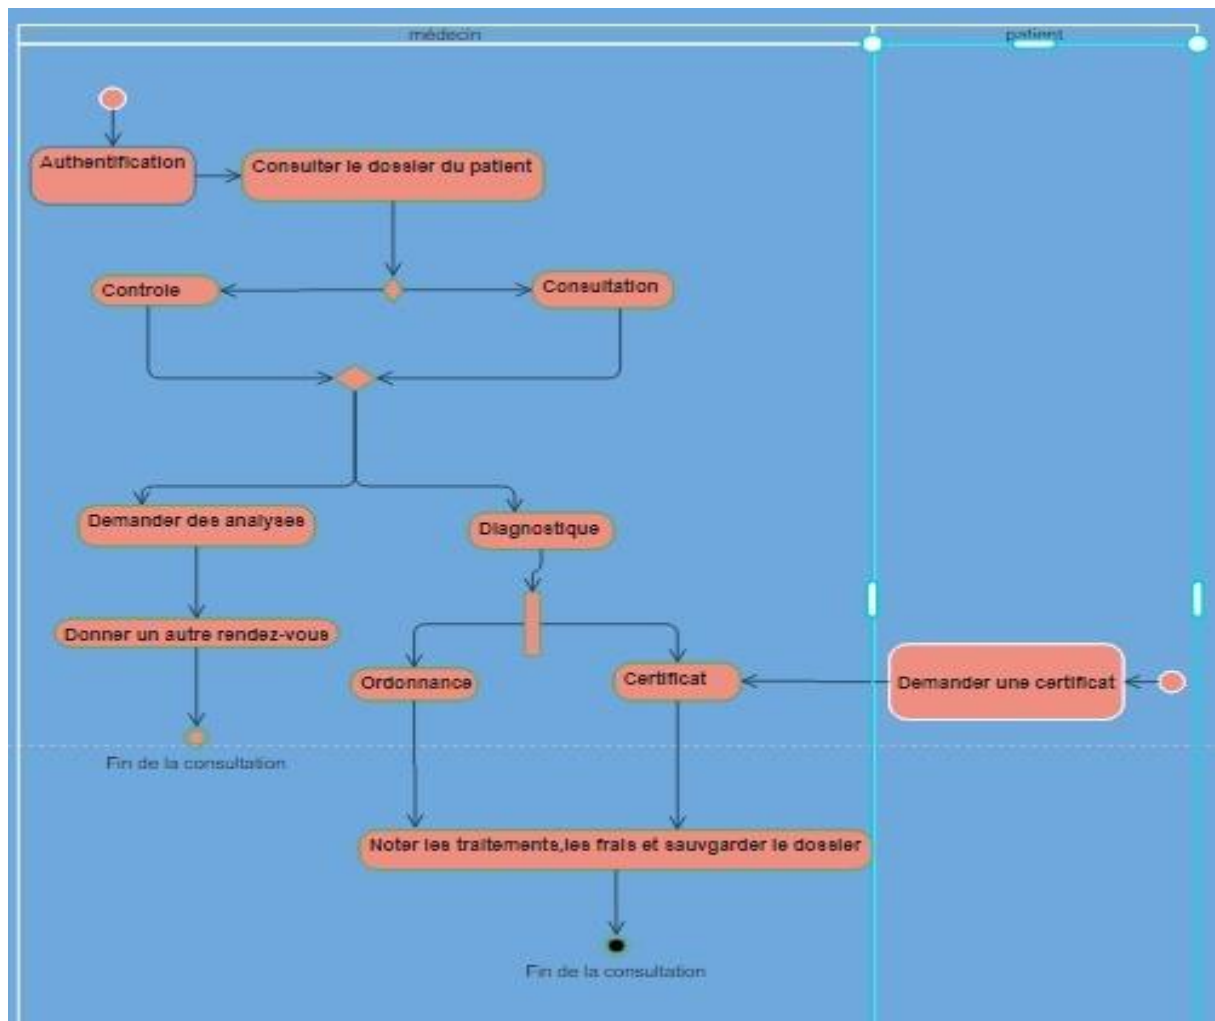 médecin
patient
Authentification
Consulter le dossier du patient
Controle
Consultation
Demander des analyses
Diagnostique
Donner un autre rendez-vous
Ordonnance
Certificat
Demander une certificat
Fin de la consultation
Noter les traitements,les frais et sauvgarder le dossier
Fin de la consultation